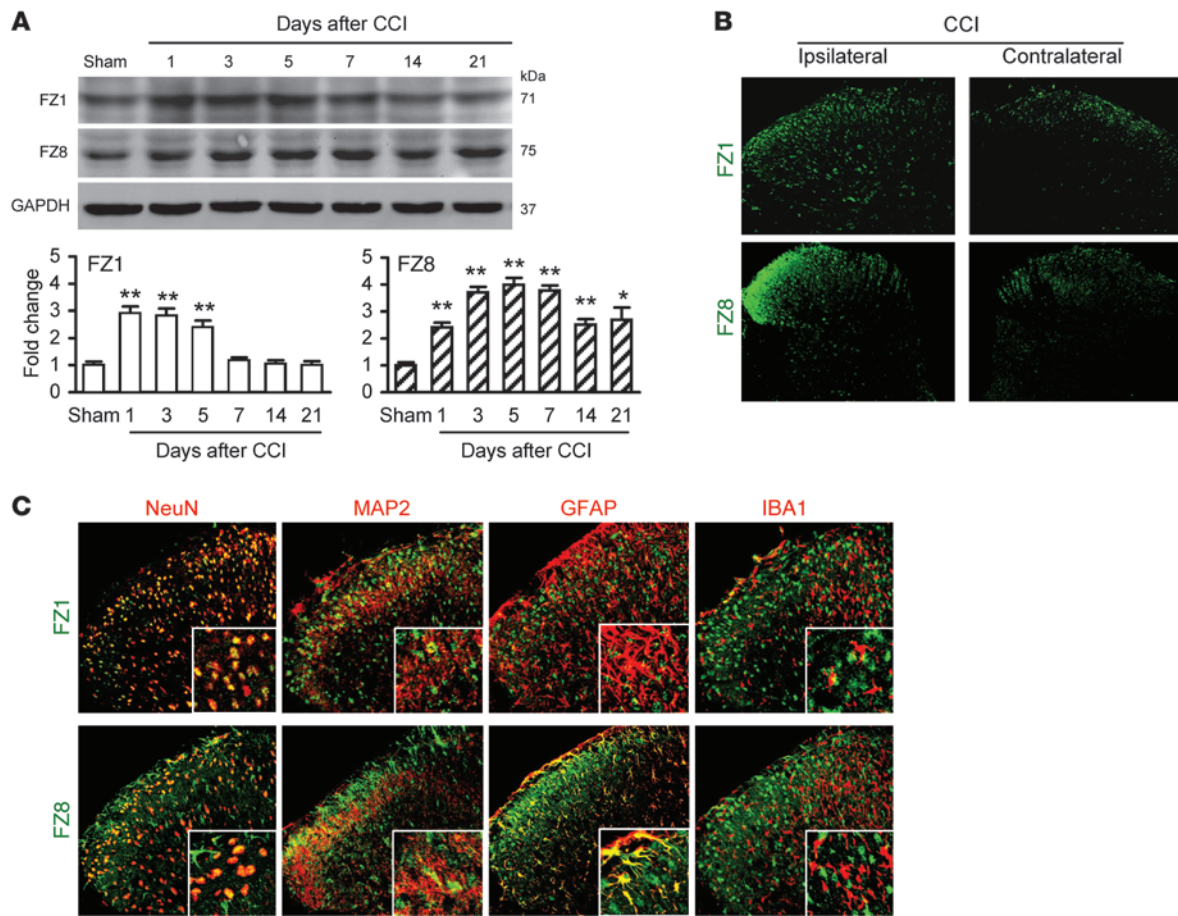 A
Days after CCI
Sham 1 3 5 7 14 21
kDa
FZ1 71
FZ8 75
GAPDH 37
Fold change
5
4
3
2
1
0
FZ1
** ** **
Sham 1 3 5 7 14 21
Days after CCI
5
4
3
2
1
0
FZ8
** ** ** ** ** *
Sham 1 3 5 7 14 21
Days after CCI
B
CCI
Ipsilateral Contralateral
FZ1
FZ8
C
NeuN MAP2 GFAP IBA1
FZ1
FZ8